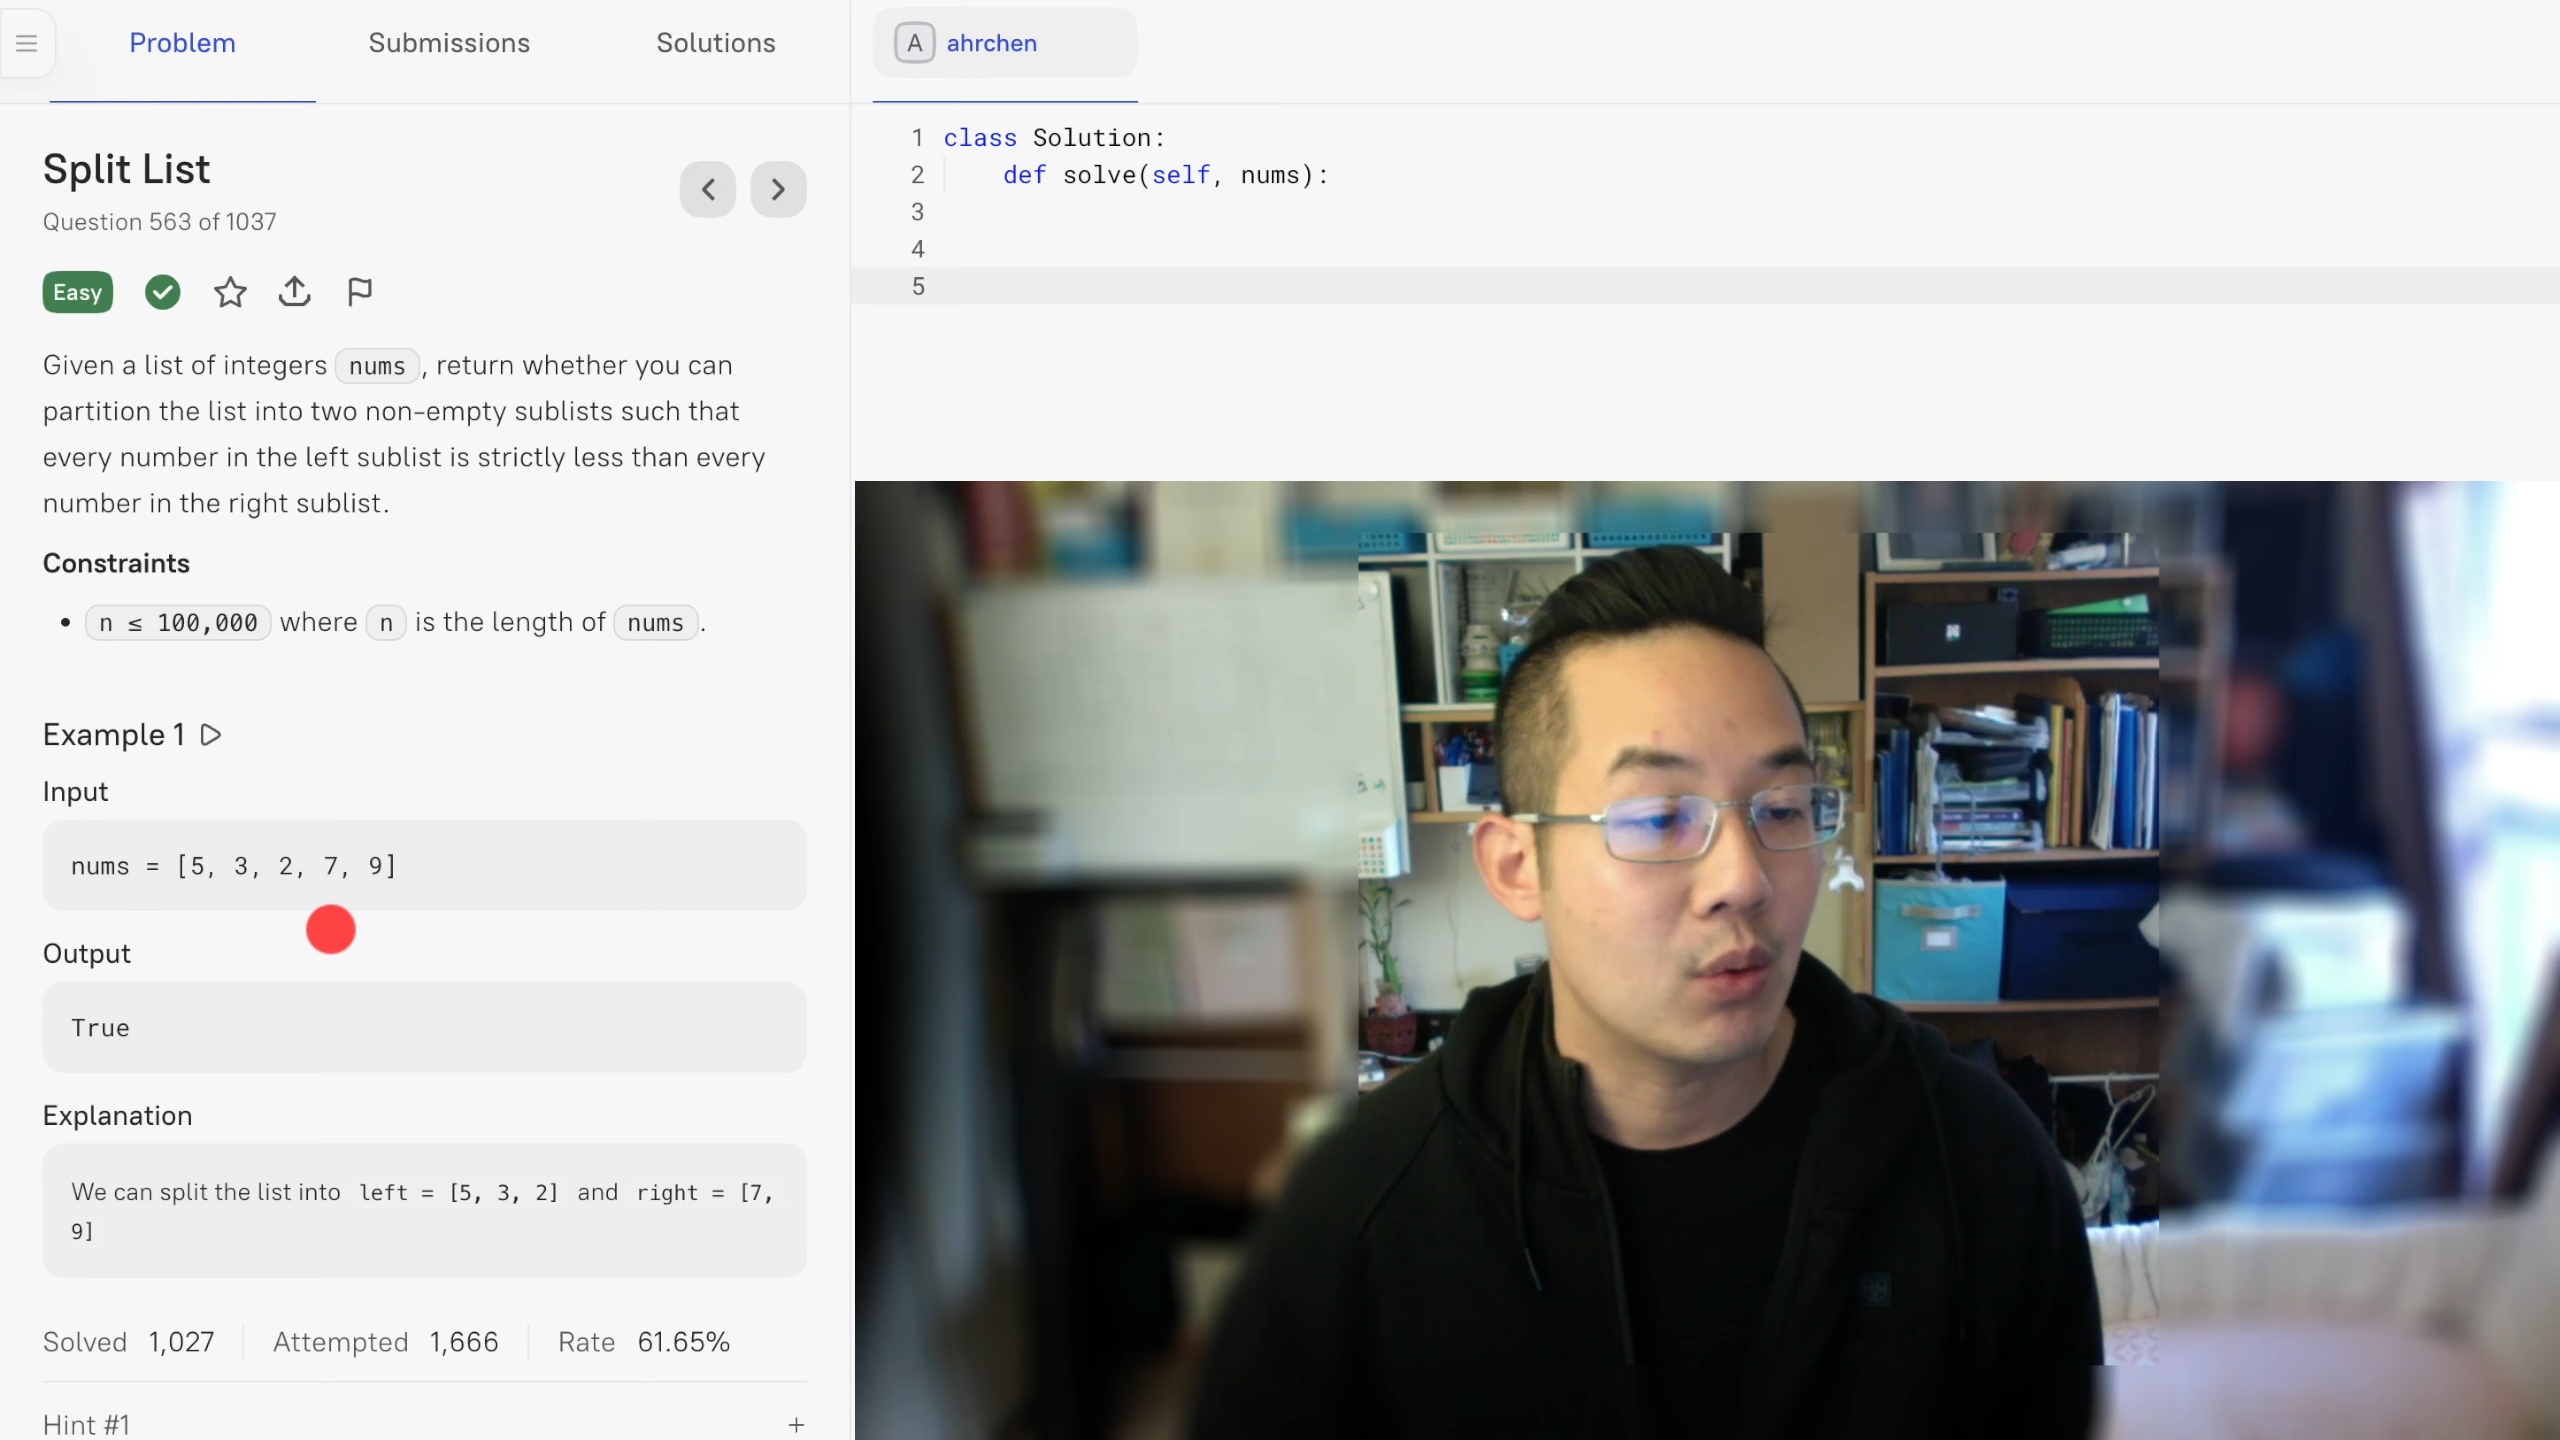 Problem
Submissions
Solutions
A ahrchen
Split List
Question 563 of 1037
Easy
Given a list of integers nums, return whether you can
partition the list into two non-empty sublists such that
every number in the left sublist is strictly less than every
number in the right sublist.
Constraints
• n ≤ 100,000 where n is the length of nums.
Example 1
Input
nums = [5, 3, 2, 7, 9]
Output
True
Explanation
We can split the list into left = [5, 3, 2] and right = [7,
9]
Solved 1,027 Attempted 1,666 Rate 61.65%
Hint #1 +
1 class Solution:
2 def solve(self, nums):
3
4
5